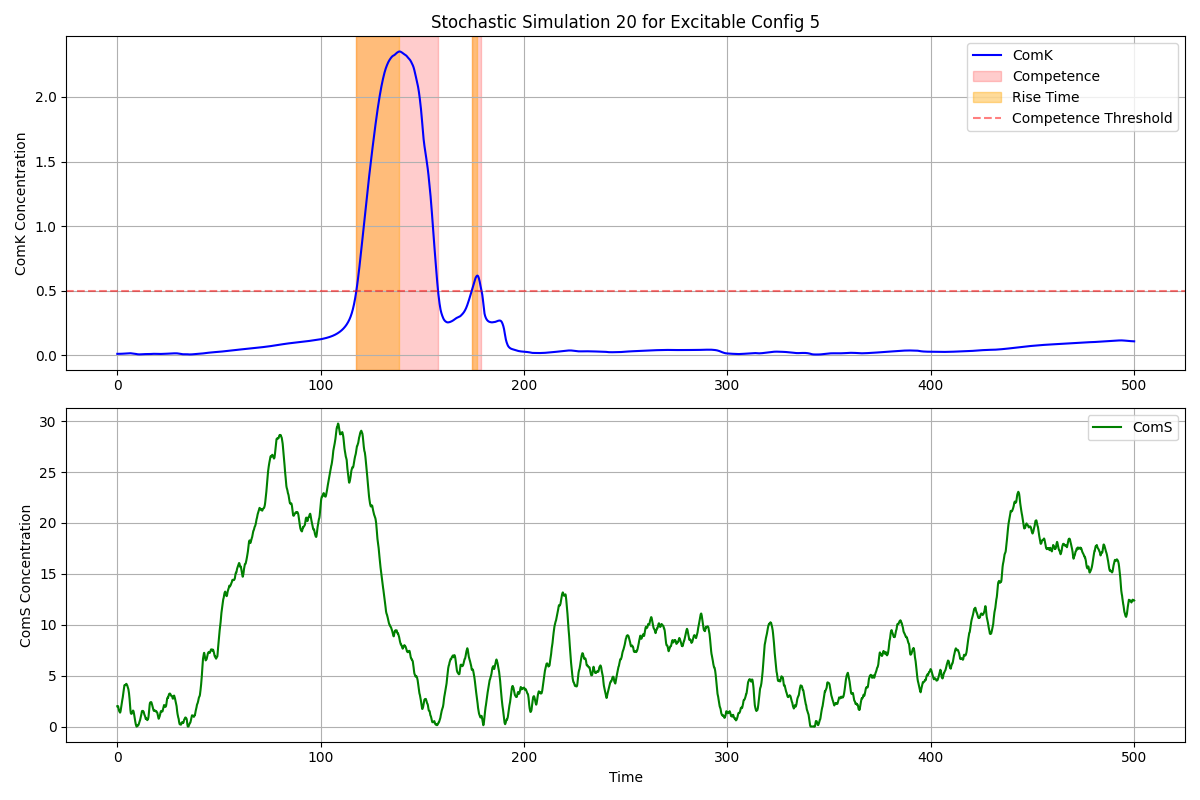 Stochastic Simulation 20 for Excitable Config 5
ComK Concentration
2.0
1.5
1.0
0.5
0.0
ComK
Competence
Rise Time
Competence Threshold
0 100 200 300 400 500
ComS Concentration
30
25
20
15
10
5
0
ComS
0 100 200 300 400 500
Time